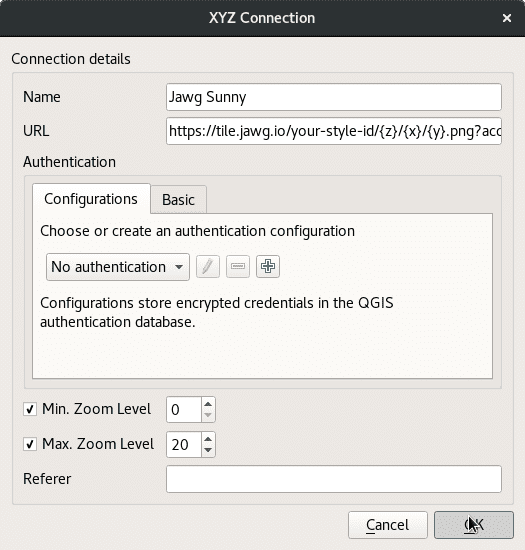 XYZ Connection
Connection details
Name Jawg Sunny
URL https://tile.jawg.io/your-style-id/{z}/{x}/{y}.png?acc
Authentication
Configurations Basic
Choose or create an authentication configuration
No authentication
Configurations store encrypted credentials in the QGIS
authentication database.
Min. Zoom Level 0
Max. Zoom Level 20
Referer
Cancel OK